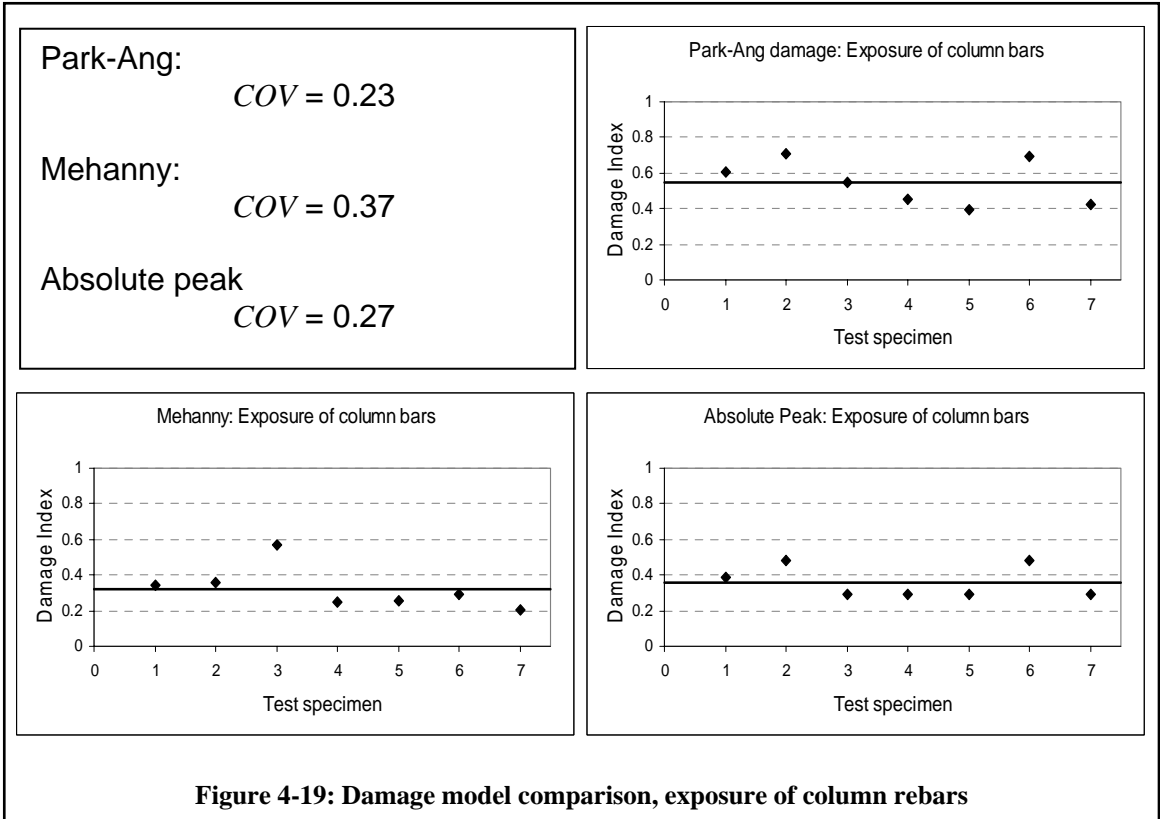 Park-Ang:
COV = 0.23
Mehanny:
COV = 0.37
Absolute peak
COV = 0.27
Park-Ang damage: Exposure of column bars
Damage Index
1
0.8
0.6
0.4
0.2
0
0 1 2 3 4 5 6 7
Test specimen
Mehanny: Exposure of column bars
Damage Index
1
0.8
0.6
0.4
0.2
0
0 1 2 3 4 5 6 7
Test specimen
Absolute Peak: Exposure of column bars
Damage Index
1
0.8
0.6
0.4
0.2
0
0 1 2 3 4 5 6 7
Test specimen
Figure 4-19: Damage model comparison, exposure of column rebars